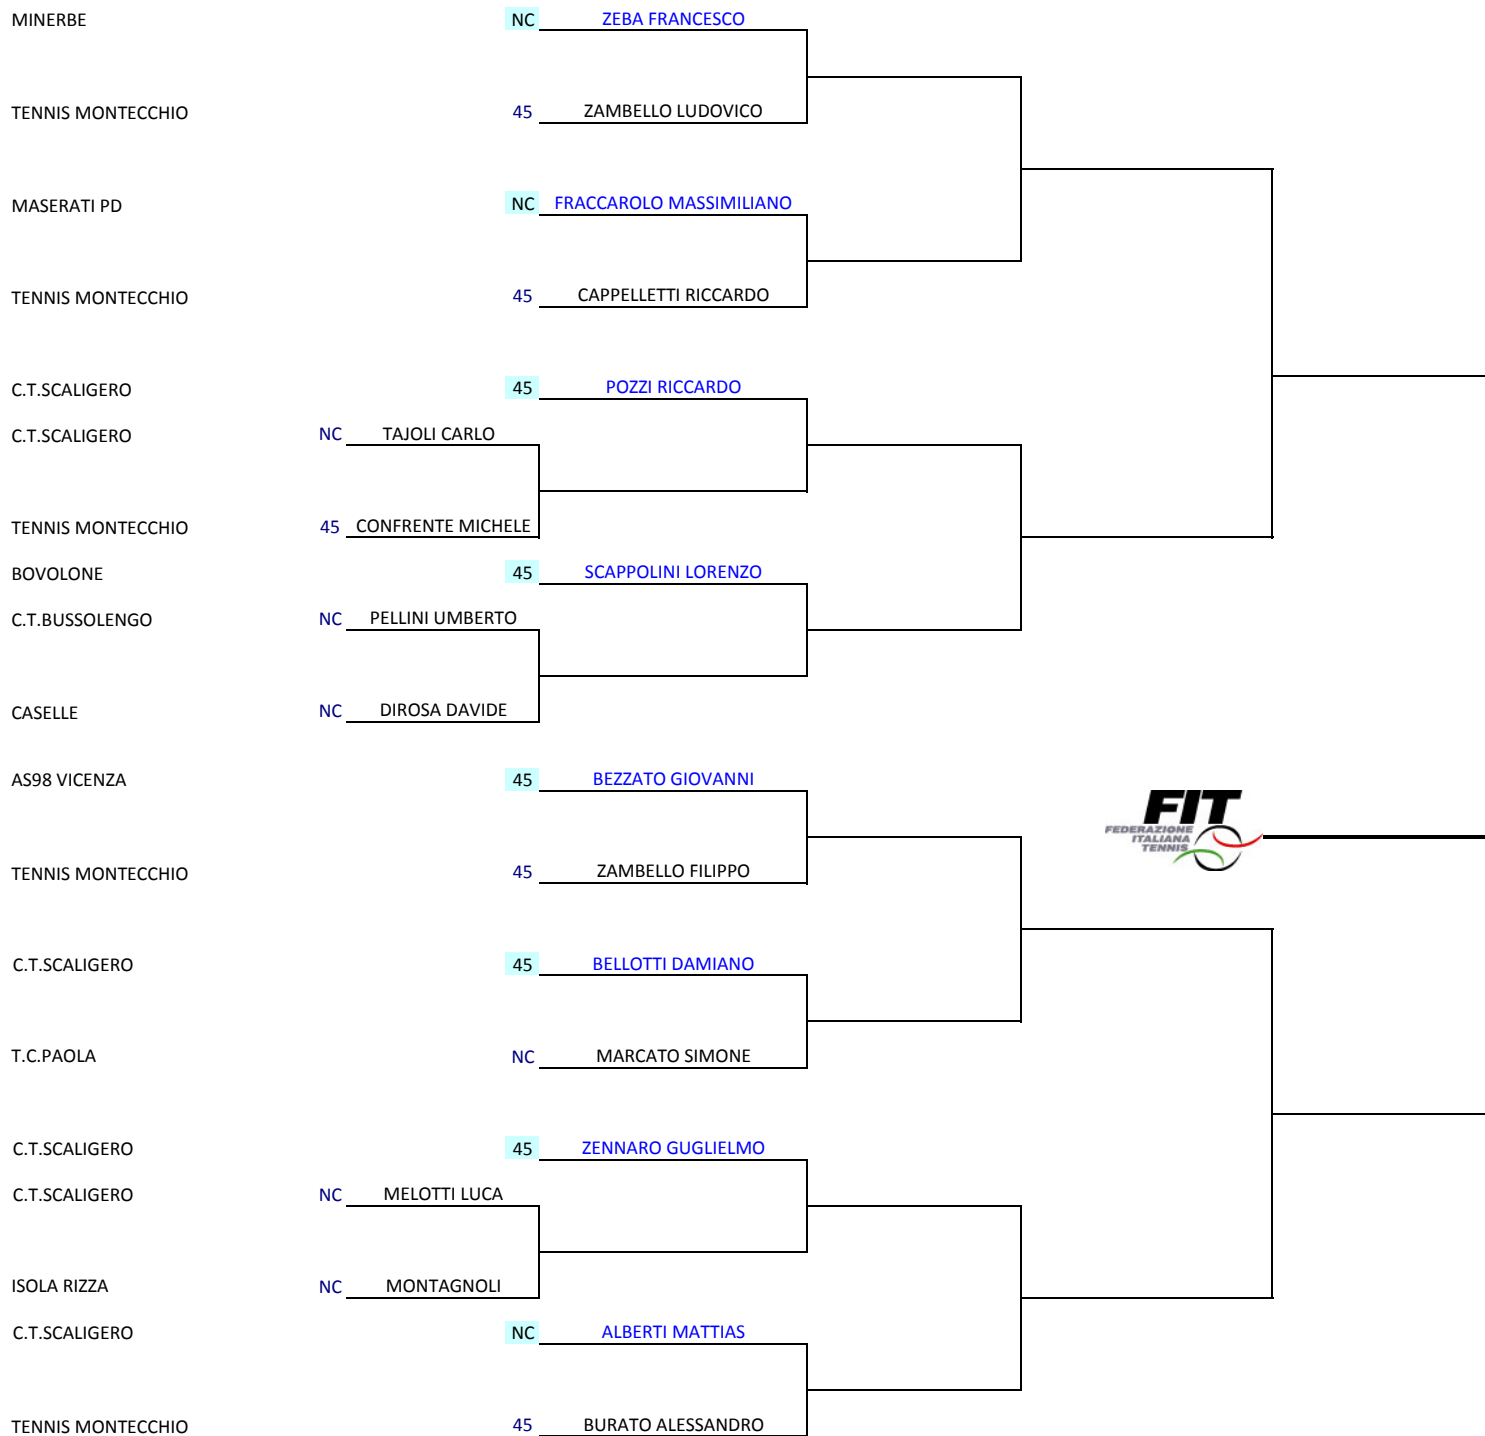 MINERBE NC ZEBA FRANCESCO
TENNIS MONTECCHIO 45 ZAMBELLO LUDOVICO
MASERATI PD NC FRACCAROLO MASSIMILIANO
TENNIS MONTECCHIO 45 CAPPELLETTI RICCARDO
C.T.SCALIGERO 45 POZZI RICCARDO
C.T.SCALIGERO NC TAJOLI CARLO
TENNIS MONTECCHIO 45 CONFRENTE MICHELE
BOVOLONE 45 SCAPPOLINI LORENZO
C.T.BUSSOLENGO NC PELLINI UMBERTO
CASELLE NC DIROSA DAVIDE
AS98 VICENZA 45 BEZZATO GIOVANNI
FIT
FEDERAZIONE
ITALIANA
TENNIS
TENNIS MONTECCHIO 45 ZAMBELLO FILIPPO
C.T.SCALIGERO 45 BELLOTTI DAMIANO
T.C.PAOLA NC MARCATO SIMONE
C.T.SCALIGERO 45 ZENNARO GUGLIELMO
C.T.SCALIGERO NC MELOTTI LUCA
ISOLA RIZZA NC MONTAGNOLI
C.T.SCALIGERO NC ALBERTI MATTIAS
TENNIS MONTECCHIO 45 BURATO ALESSANDRO